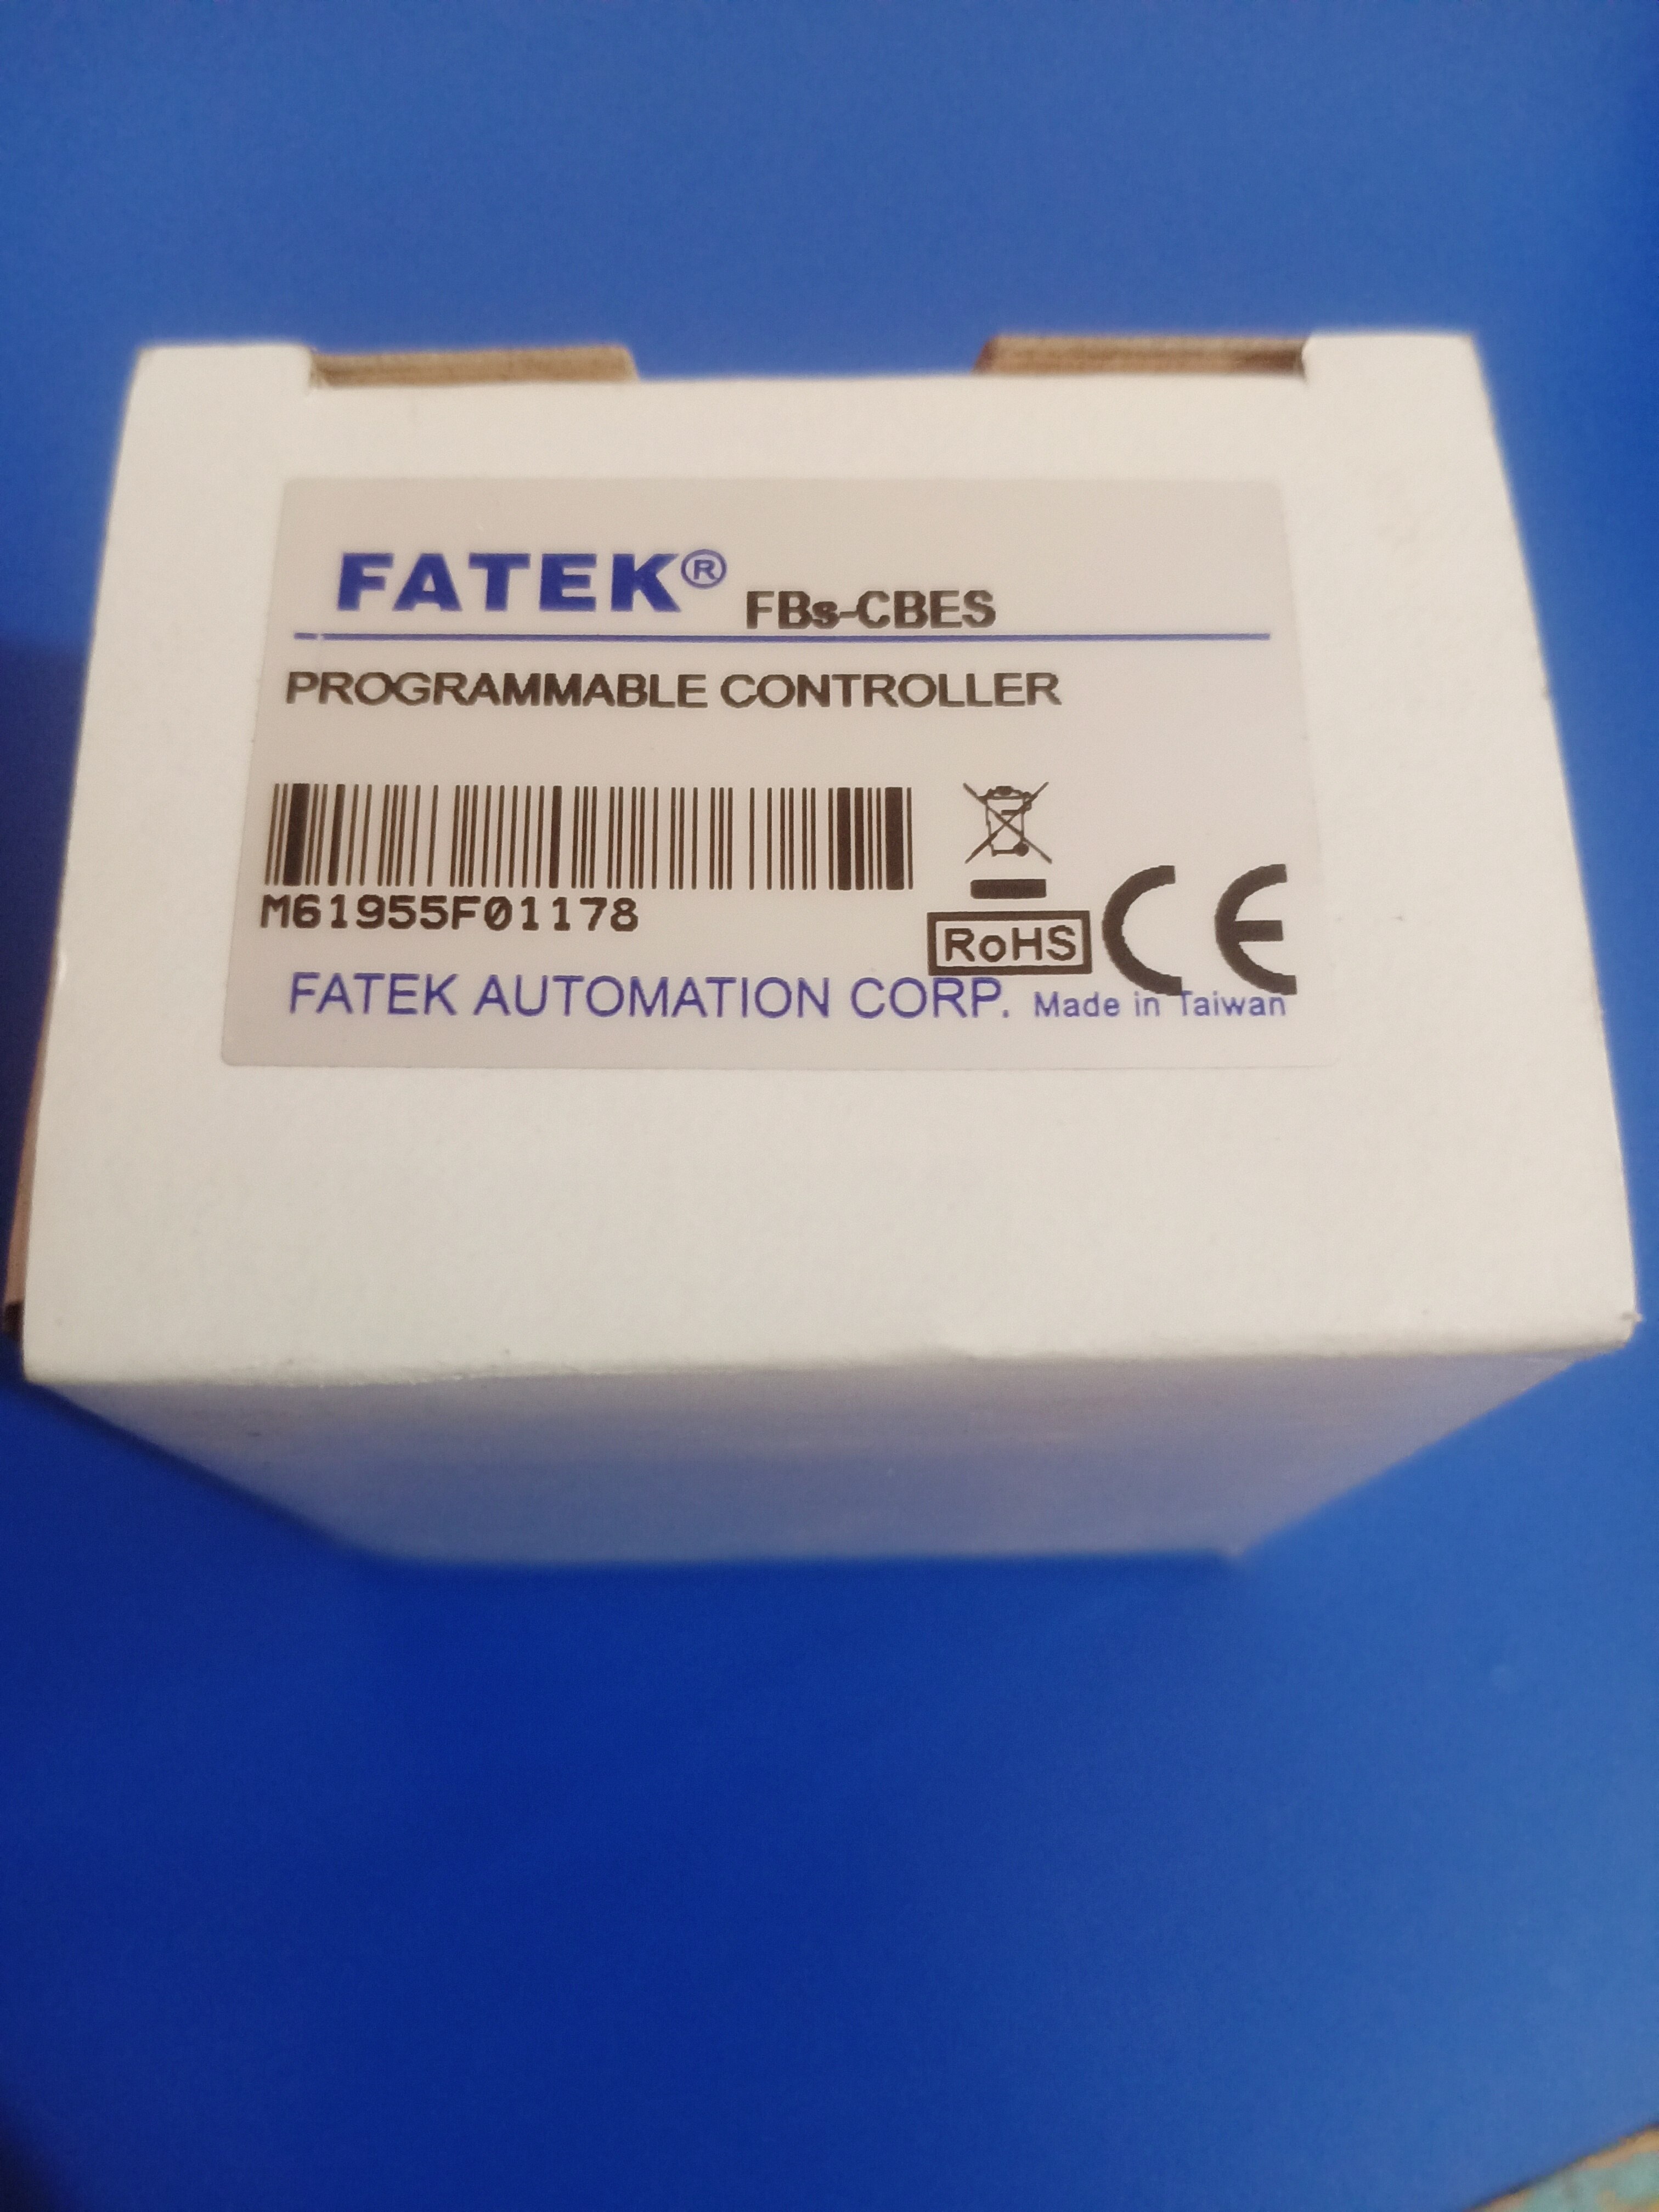 FATEK® FBs-CBES
PROGRAMMABLE CONTROLLER
M61955F01178
RoHS CE
FATEK AUTOMATION CORP. Made in Taiwan